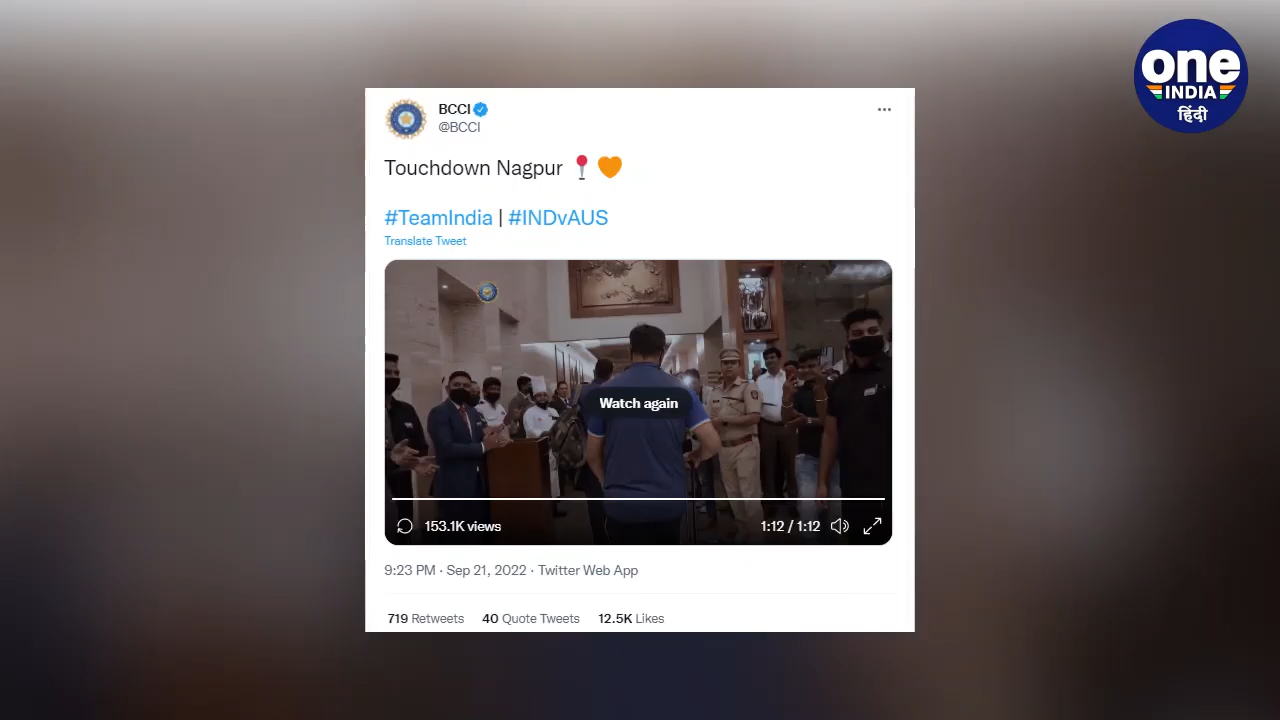 one
INDIA
हिंदी
BCCI
@BCCI
Touchdown Nagpur 📍🧡
#TeamIndia | #INDvAUS
Translate Tweet
Watch again
153.1K views
1:12 / 1:12
9:23 PM · Sep 21, 2022 · Twitter Web App
719 Retweets 40 Quote Tweets 12.5K Likes